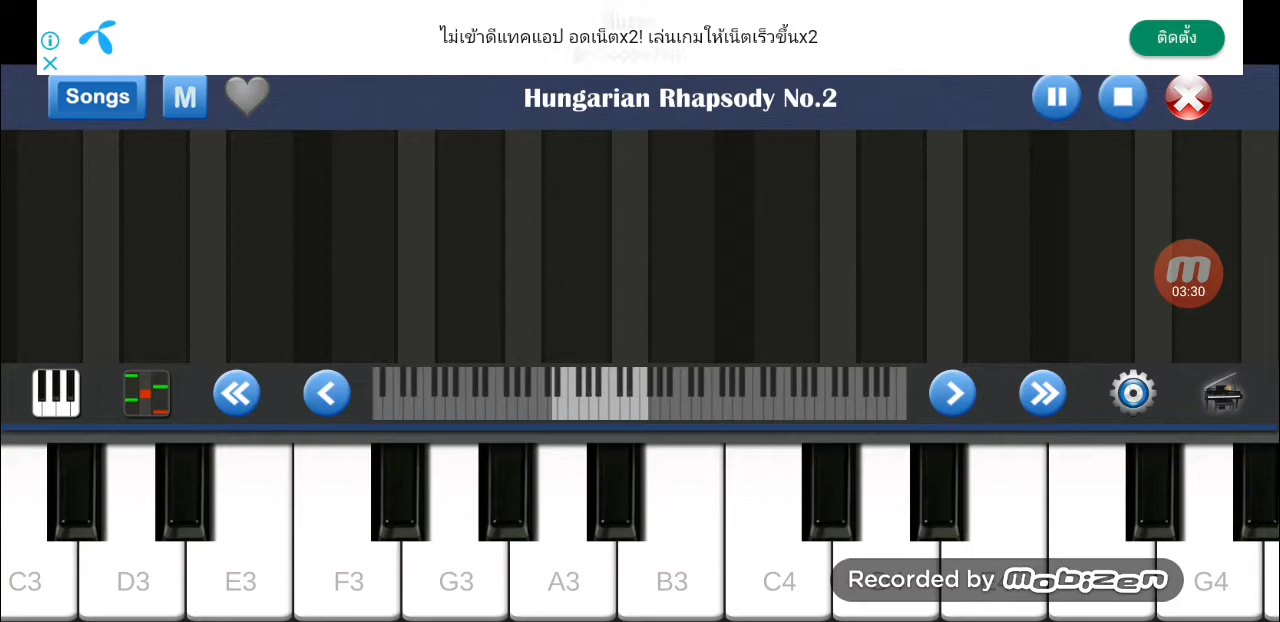 ไม่เข้าดีแทคแอป อดเน็ตx2! เล่นเกมให้เน็ตเร็วขึ้นx2
ติดตั้ง
Songs
M
Hungarian Rhapsody No.2
03:30
C3 D3 E3 F3 G3 A3 B3 C4 G4
Recorded by mobizen